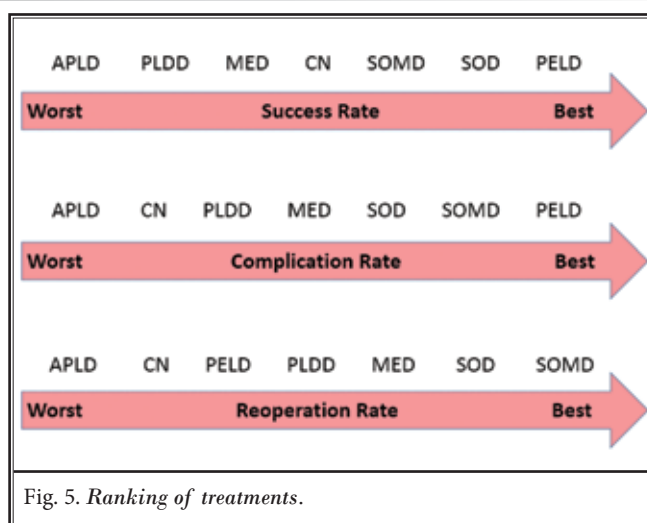 APLD PLDD MED CN SOMD SOD PELD
Worst Success Rate Best
APLD CN PLDD MED SOD SOMD PELD
Worst Complication Rate Best
APLD CN PELD PLDD MED SOD SOMD
Worst Reoperation Rate Best
Fig. 5. Ranking of treatments.